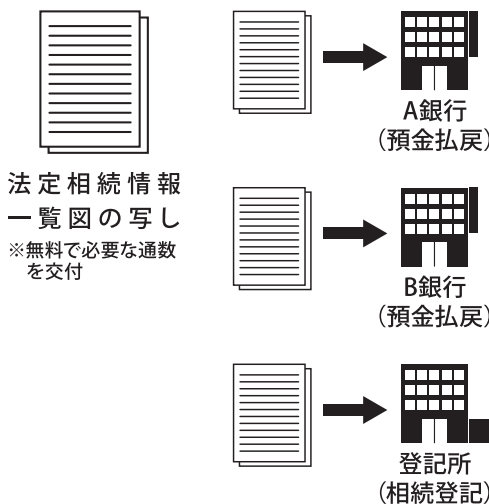 法定相続情報
一覧図の写し
※無料で必要な通数
を交付
A銀行
(預金払戻)
B銀行
(預金払戻)
登記所
(相続登記)